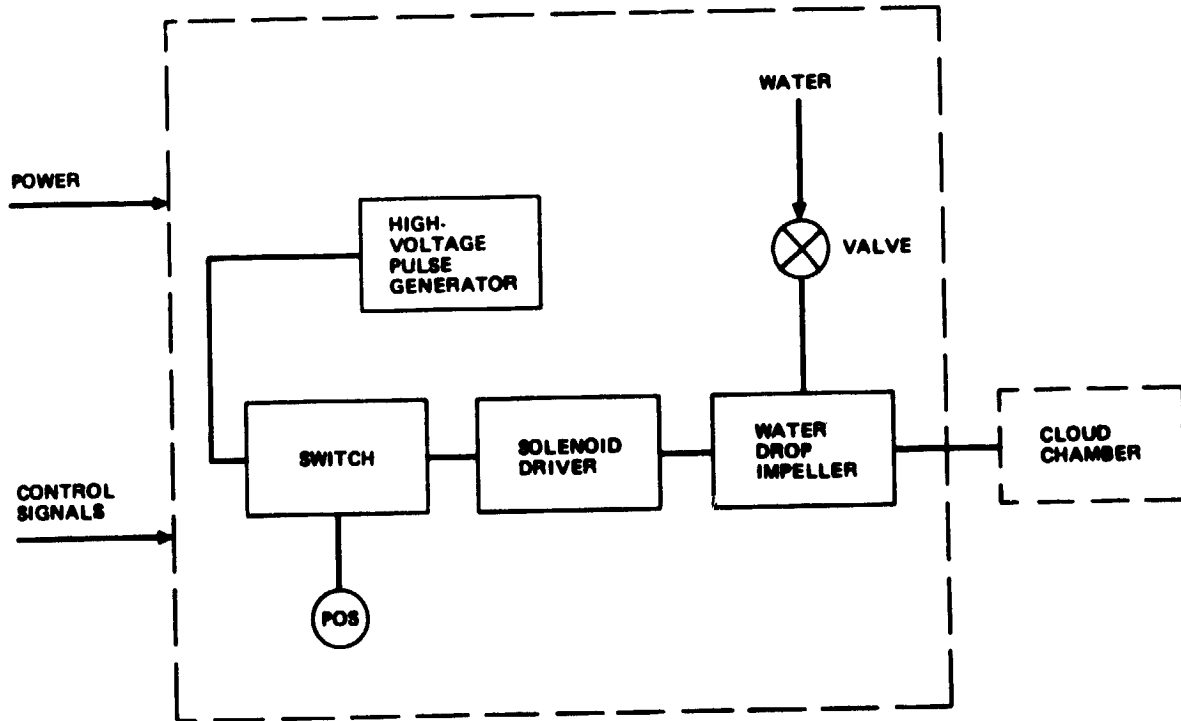 WATER
POWER
HIGH-
VOLTAGE
PULSE
GENERATOR
VALVE
SWITCH
SOLENOID
DRIVER
WATER
DROP
IMPELLER
CLOUD
CHAMBER
CONTROL
SIGNALS
POS